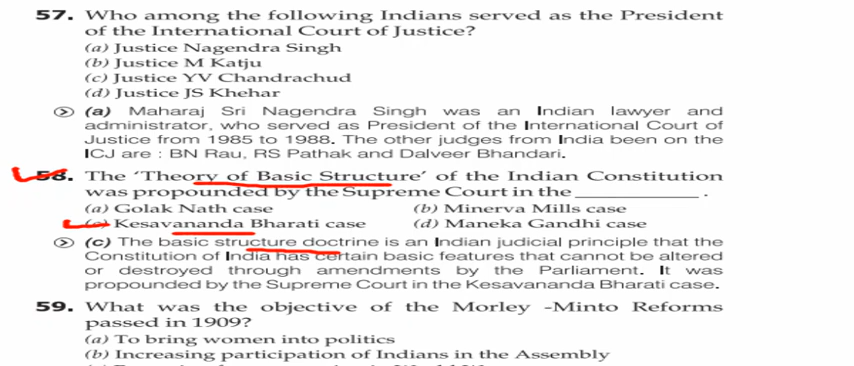 57. Who among the following Indians served as the President
of the International Court of Justice?
(a) Justice Nagendra Singh
(b) Justice M Katju
(c) Justice YV Chandrachud
(d) Justice JS Khehar
(a) Maharaj Sri Nagendra Singh was an Indian lawyer and
administrator, who served as President of the International Court of
Justice from 1985 to 1988. The other judges from India been on the
ICJ are : BN Rau, RS Pathak and Dalveer Bhandari.
58. The ‘Theory of Basic Structure’ of the Indian Constitution
was propounded by the Supreme Court in the ____________ .
(a) Golak Nath case (b) Minerva Mills case
(c) Kesavananda Bharati case (d) Maneka Gandhi case
(c) The basic structure doctrine is an Indian judicial principle that the
Constitution of India has certain basic features that cannot be altered
or destroyed through amendments by the Parliament. It was
propounded by the Supreme Court in the Kesavananda Bharati case.
59. What was the objective of the Morley -Minto Reforms
passed in 1909?
(a) To bring women into politics
(b) Increasing participation of Indians in the Assembly